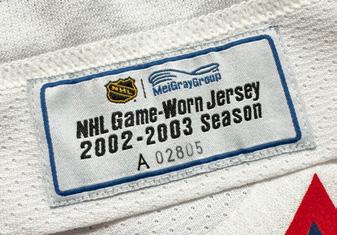 NHL
MeiGrayGroup
NHL Game-Worn Jersey
2002-2003 Season
A 02805